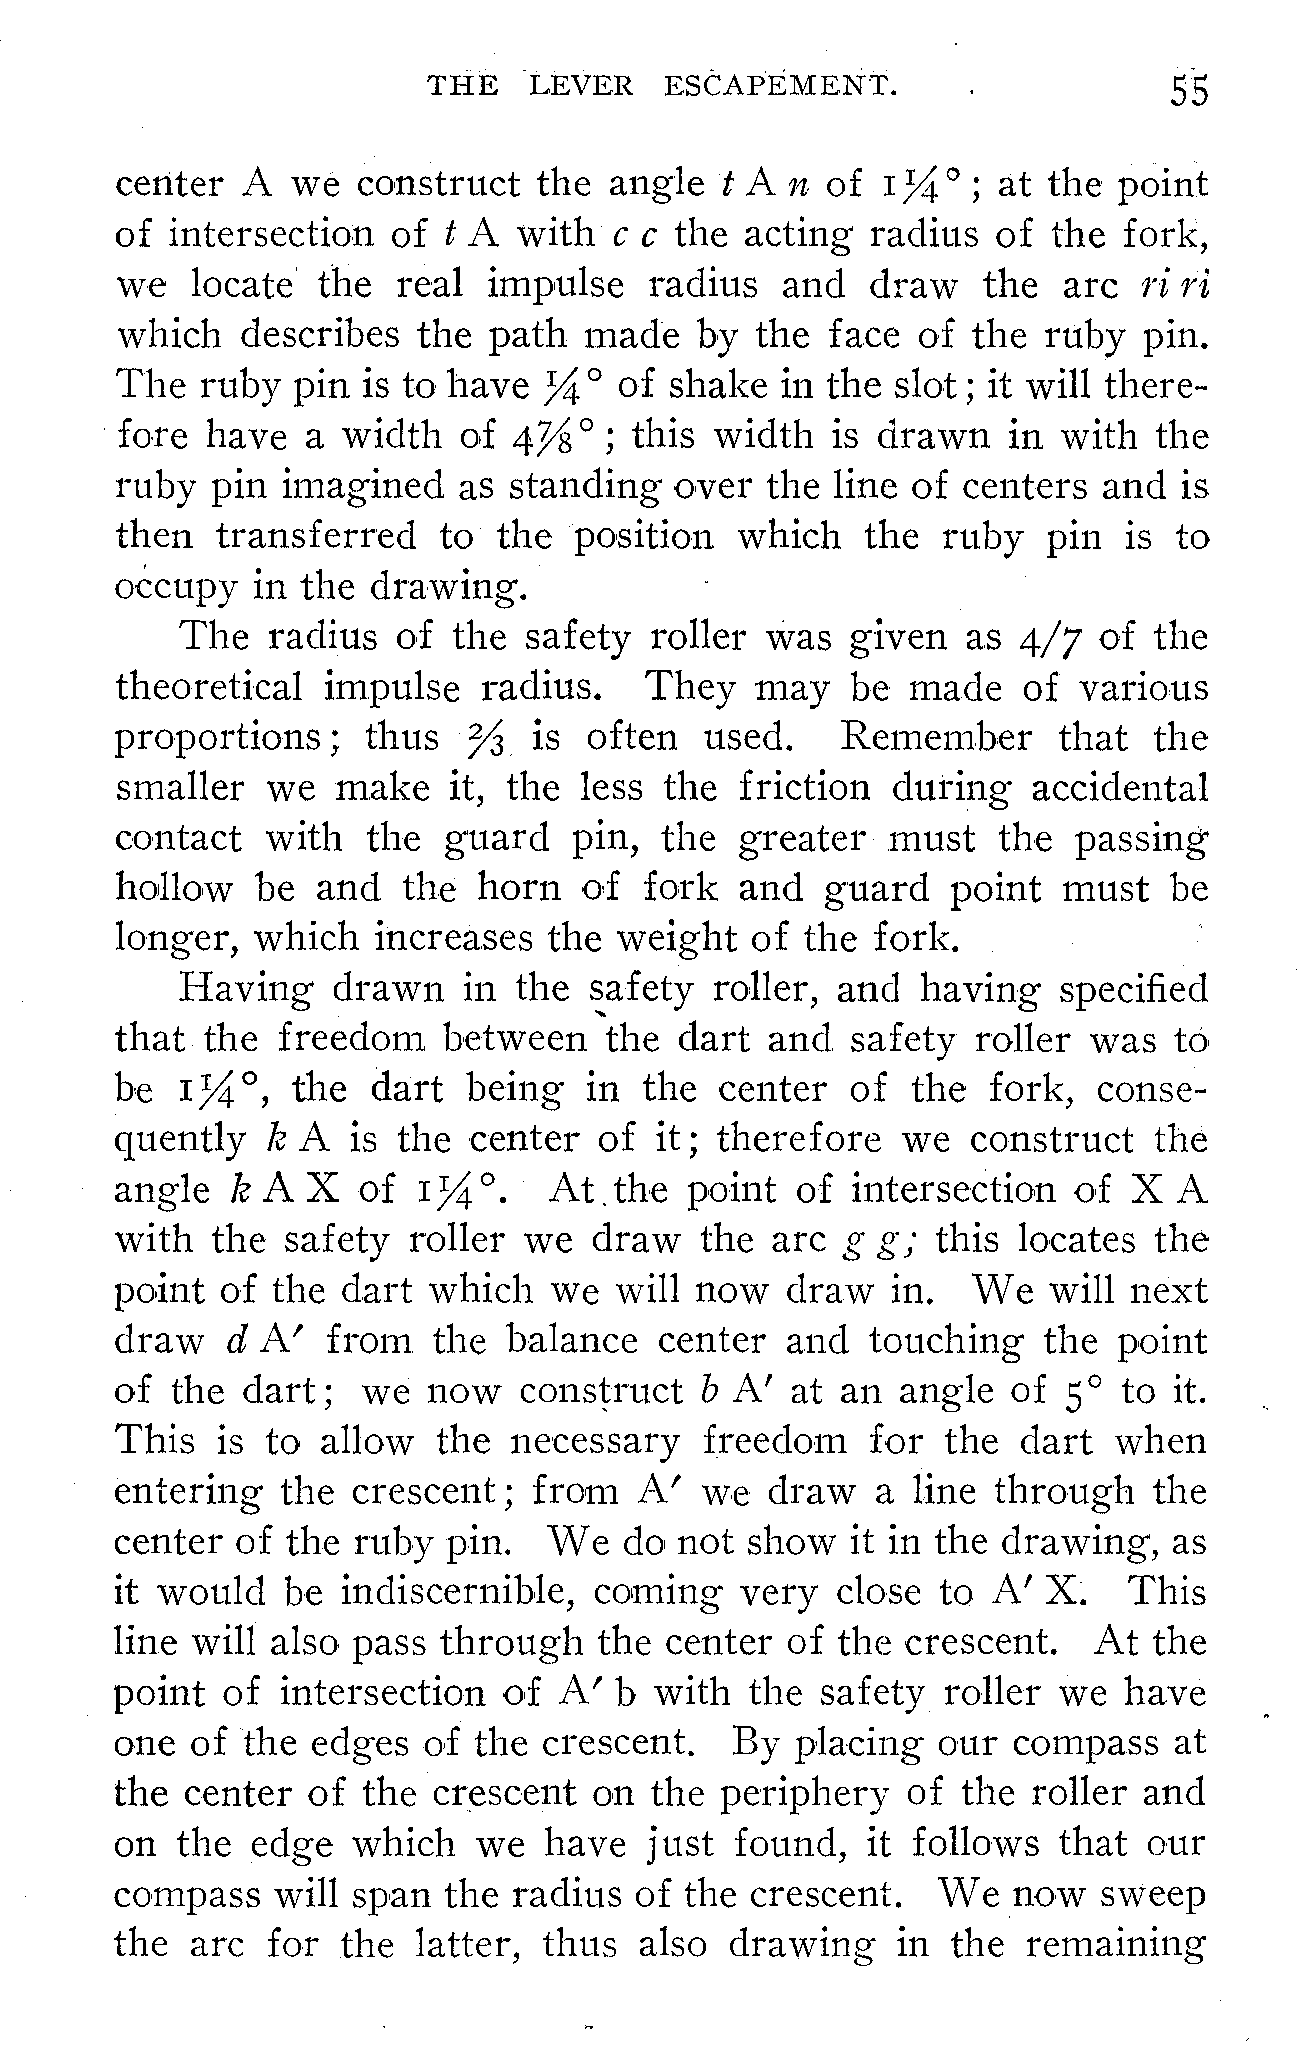 THE LEVER ESCAPEMENT. 55
center A we construct the angle t A n of 1¼°; at the point
of intersection of t A with c c the acting radius of the fork,
we locate the real impulse radius and draw the arc ri ri
which describes the path made by the face of the ruby pin.
The ruby pin is to have ¼° of shake in the slot; it will there-
fore have a width of 4⅞°; this width is drawn in with the
ruby pin imagined as standing over the line of centers and is
then transferred to the position which the ruby pin is to
occupy in the drawing.
The radius of the safety roller was given as 4/7 of the
theoretical impulse radius. They may be made of various
proportions; thus ⅔ is often used. Remember that the
smaller we make it, the less the friction during accidental
contact with the guard pin, the greater must the passing
hollow be and the horn of fork and guard point must be
longer, which increases the weight of the fork.
Having drawn in the safety roller, and having specified
that the freedom between the dart and safety roller was to
be 1¼°, the dart being in the center of the fork, conse-
quently k A is the center of it; therefore we construct the
angle k A X of 1¼°. At the point of intersection of X A
with the safety roller we draw the arc g g; this locates the
point of the dart which we will now draw in. We will next
draw d A′ from the balance center and touching the point
of the dart; we now construct b A′ at an angle of 5° to it.
This is to allow the necessary freedom for the dart when
entering the crescent; from A′ we draw a line through the
center of the ruby pin. We do not show it in the drawing, as
it would be indiscernible, coming very close to A′ X. This
line will also pass through the center of the crescent. At the
point of intersection of A′ b with the safety roller we have
one of the edges of the crescent. By placing our compass at
the center of the crescent on the periphery of the roller and
on the edge which we have just found, it follows that our
compass will span the radius of the crescent. We now sweep
the arc for the latter, thus also drawing in the remaining